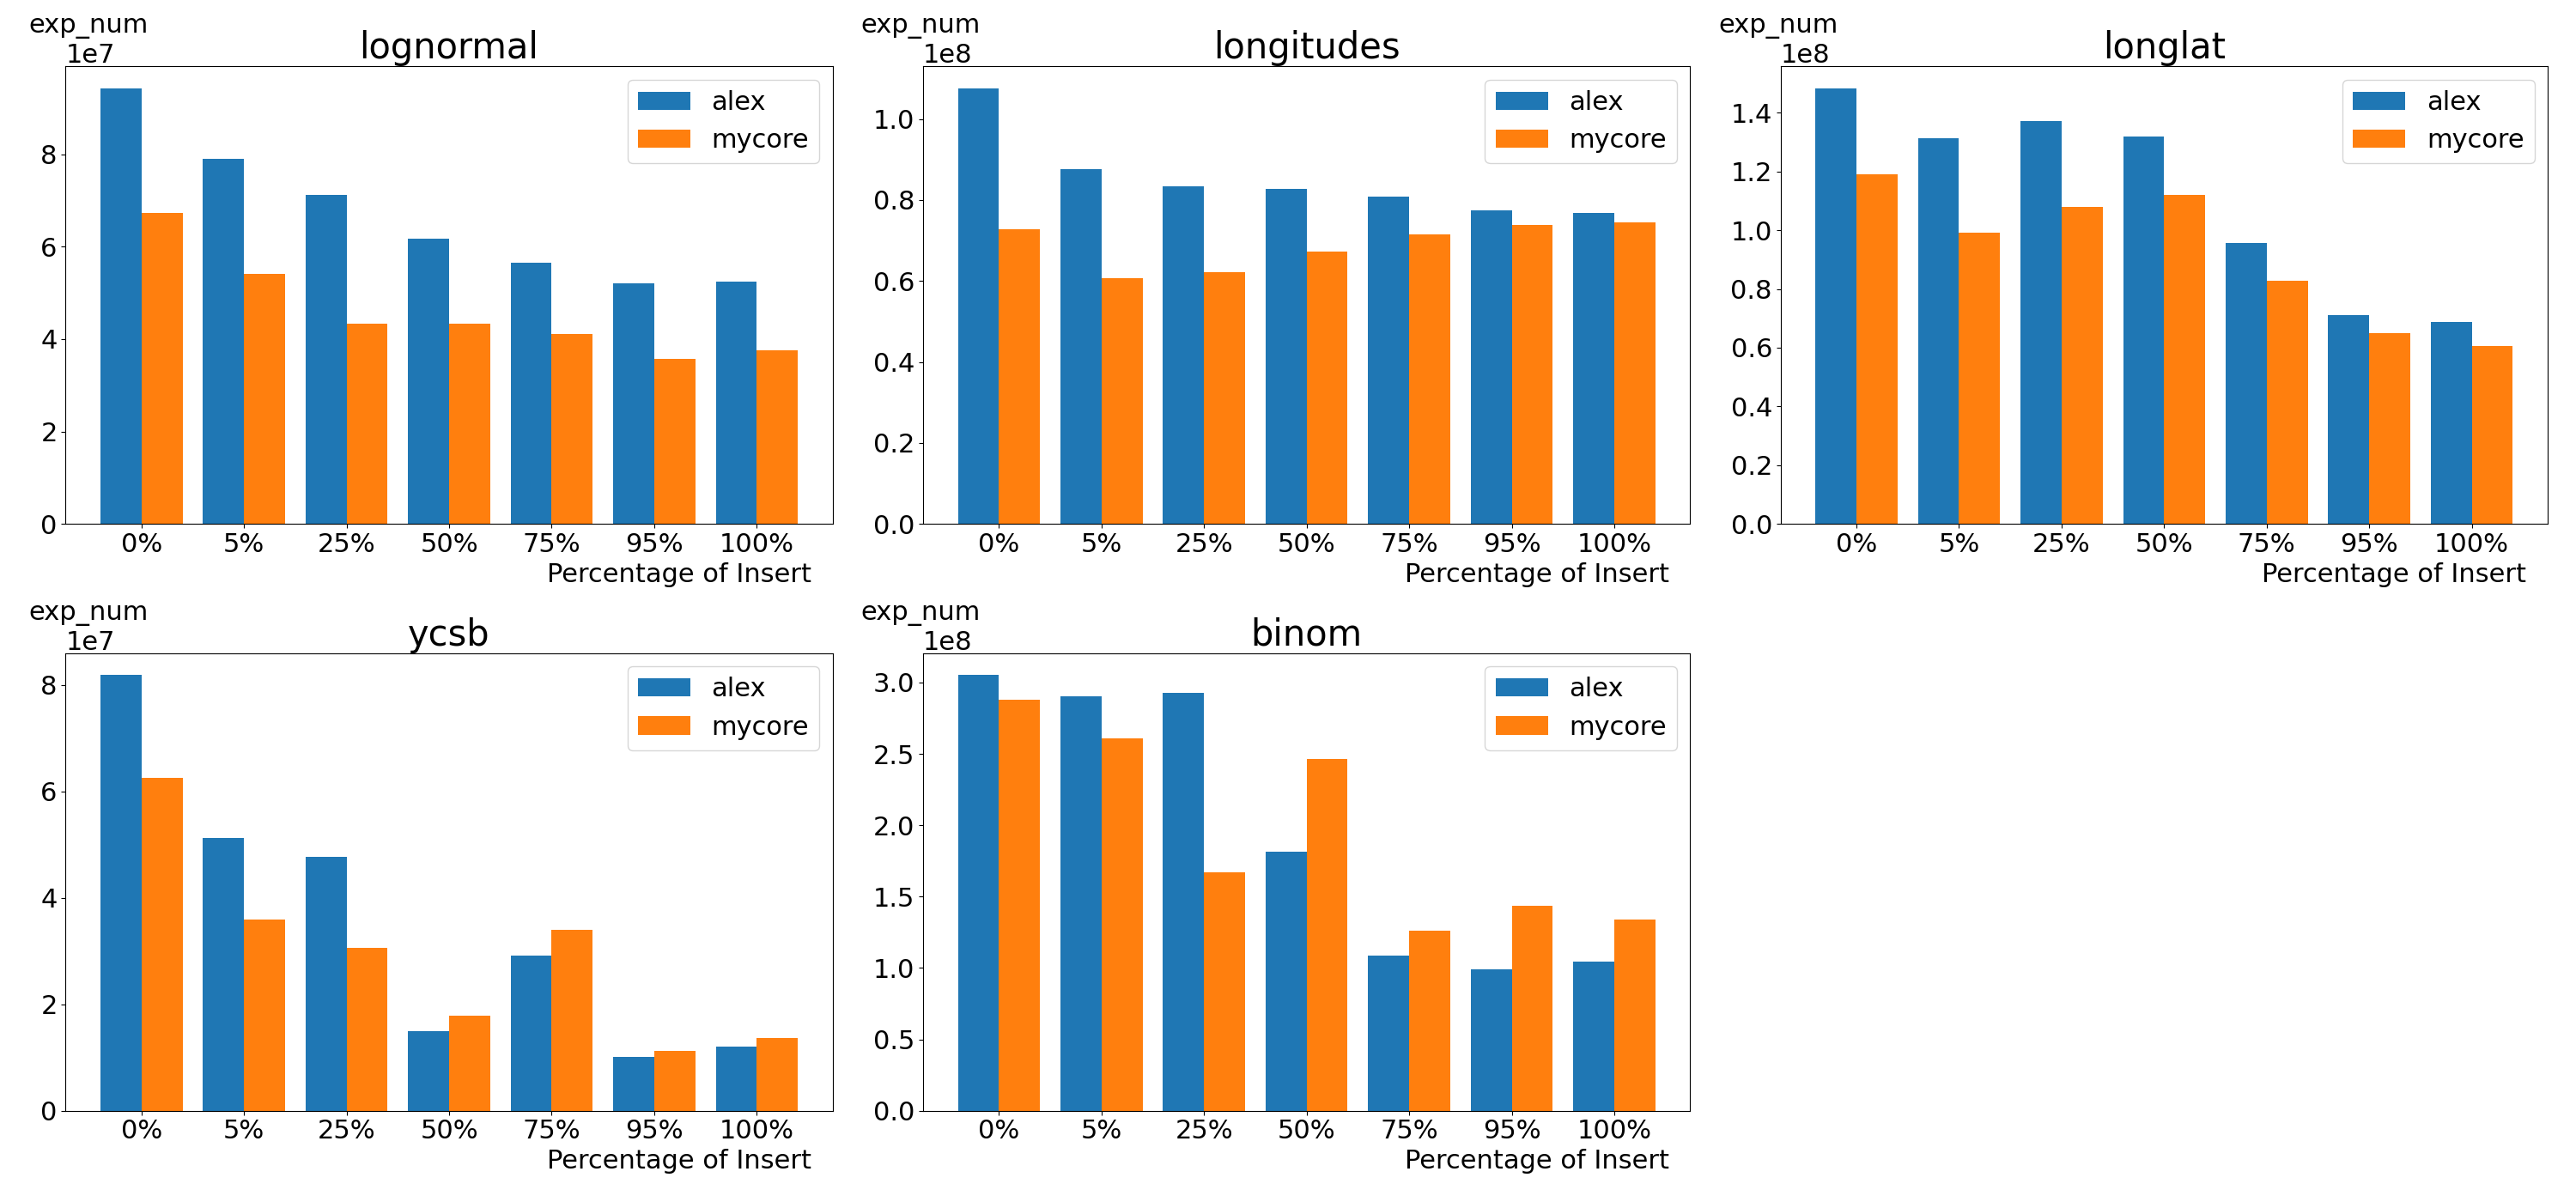 exp_num
1e7
lognormal
alex
mycore
8
6
4
2
0
0% 5% 25% 50% 75% 95% 100%
Percentage of Insert
exp_num
1e8
longitudes
alex
mycore
1.0
0.8
0.6
0.4
0.2
0.0
0% 5% 25% 50% 75% 95% 100%
Percentage of Insert
exp_num
1e8
longlat
alex
mycore
1.4
1.2
1.0
0.8
0.6
0.4
0.2
0.0
0% 5% 25% 50% 75% 95% 100%
Percentage of Insert
exp_num
1e7
ycsb
alex
mycore
8
6
4
2
0
0% 5% 25% 50% 75% 95% 100%
Percentage of Insert
exp_num
1e8
binom
alex
mycore
3.0
2.5
2.0
1.5
1.0
0.5
0.0
0% 5% 25% 50% 75% 95% 100%
Percentage of Insert